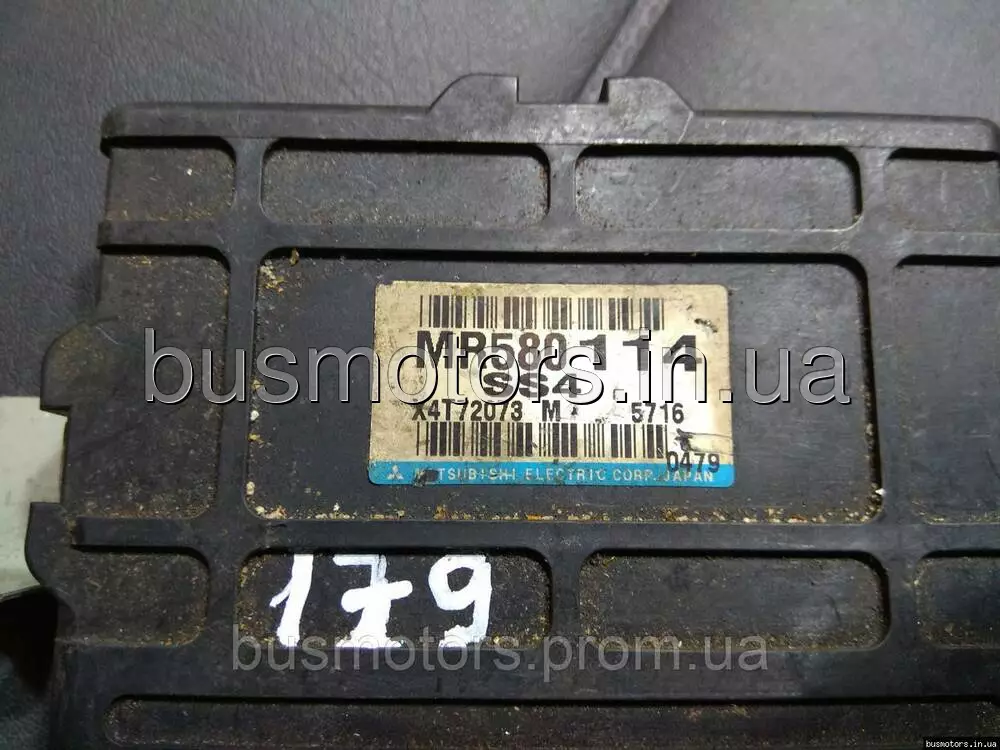 MR580114
SS4
X4T72073 M 5716
0479
MITSUBISHI ELECTRIC CORP. JAPAN
busmotors.in.ua
179
busmotors.prom.ua
busmotors.in.ua